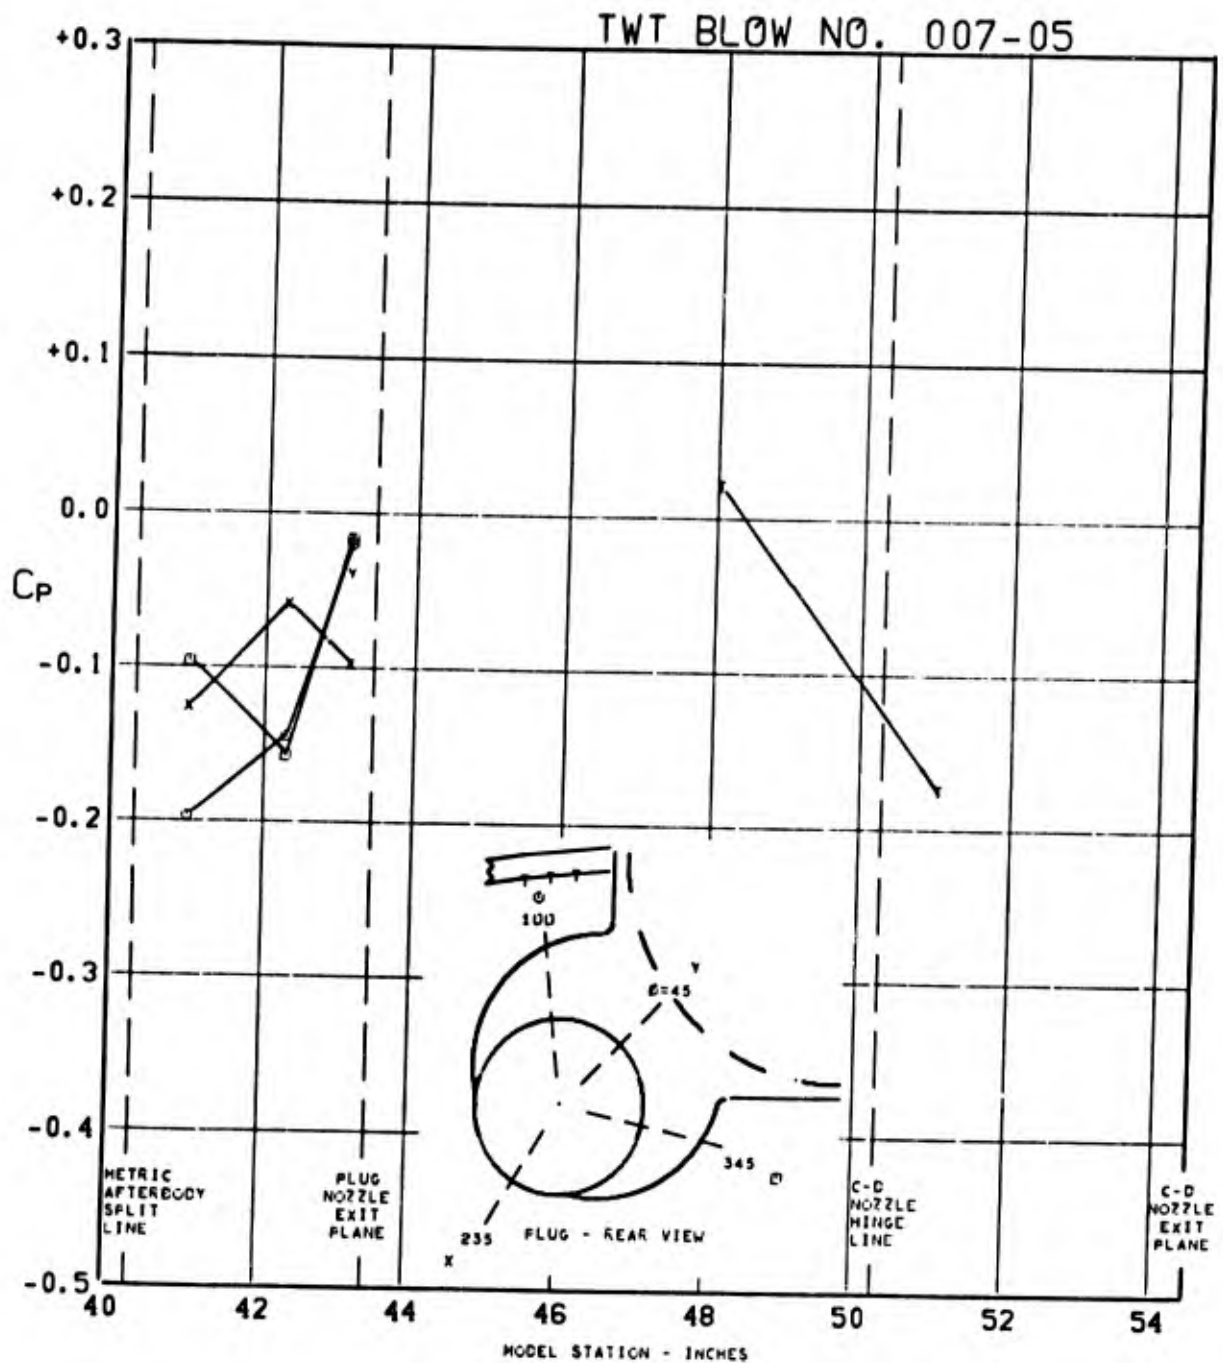 TWT BLOW NO. 007-05
+0.3
+0.2
+0.1
0.0
CP
-0.1
-0.2
-0.3
-0.4
-0.5
100
Ø=45
345
235
PLUG - REAR VIEW
METRIC
AFTERBODY
SPLIT
LINE
PLUG
NOZZLE
EXIT
PLANE
C-D
NOZZLE
HINGE
LINE
C-D
NOZZLE
EXIT
PLANE
40 42 44 46 48 50 52 54
MODEL STATION - INCHES